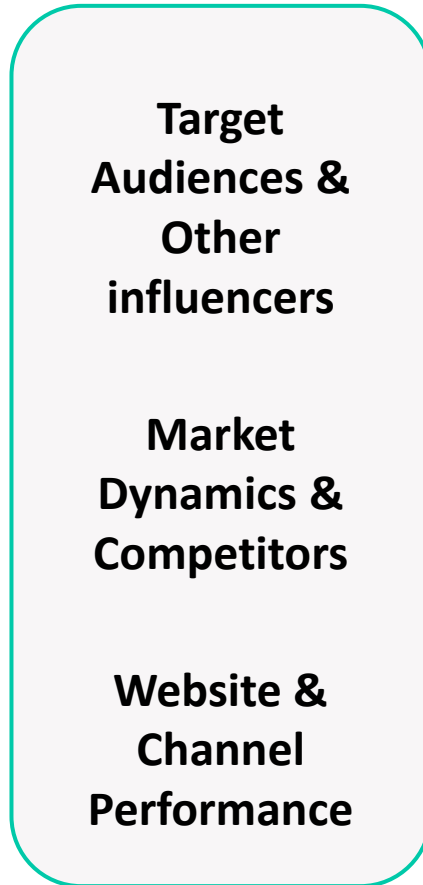 Target
Audiences &
Other
influencers
Market
Dynamics &
Competitors
Website &
Channel
Performance